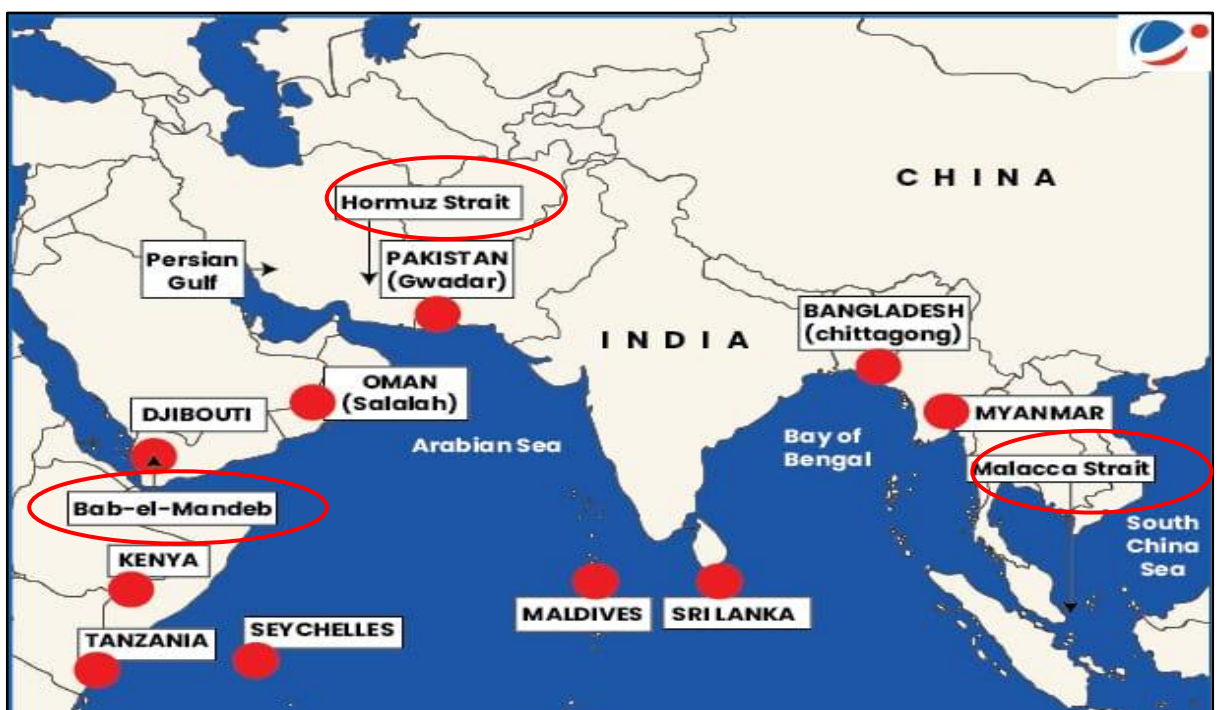 CHINA
Hormuz Strait
Persian
Gulf
PAKISTAN
(Gwadar)
BANGLADESH
(chittagong)
INDIA
OMAN
(Salalah)
DJIBOUTI
MYANMAR
Arabian Sea
Bay of
Bengal
Malacca Strait
Bab-el-Mandeb
South
China
Sea
KENYA
MALDIVES
SRI LANKA
SEYCHELLES
TANZANIA